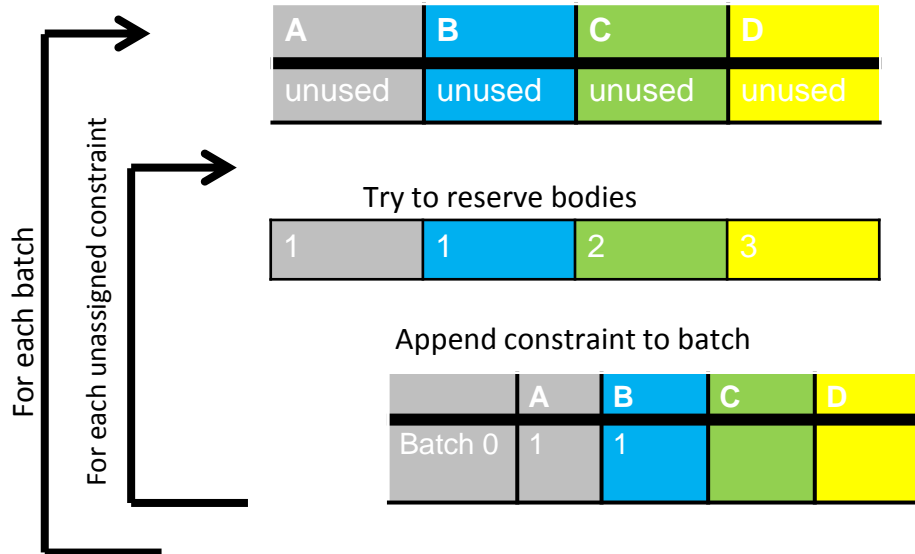 A B C D
unused unused unused unused
Try to reserve bodies
1 1 2 3
Append constraint to batch
A B C D
Batch 0 1 1
For each batch
For each unassigned constraint